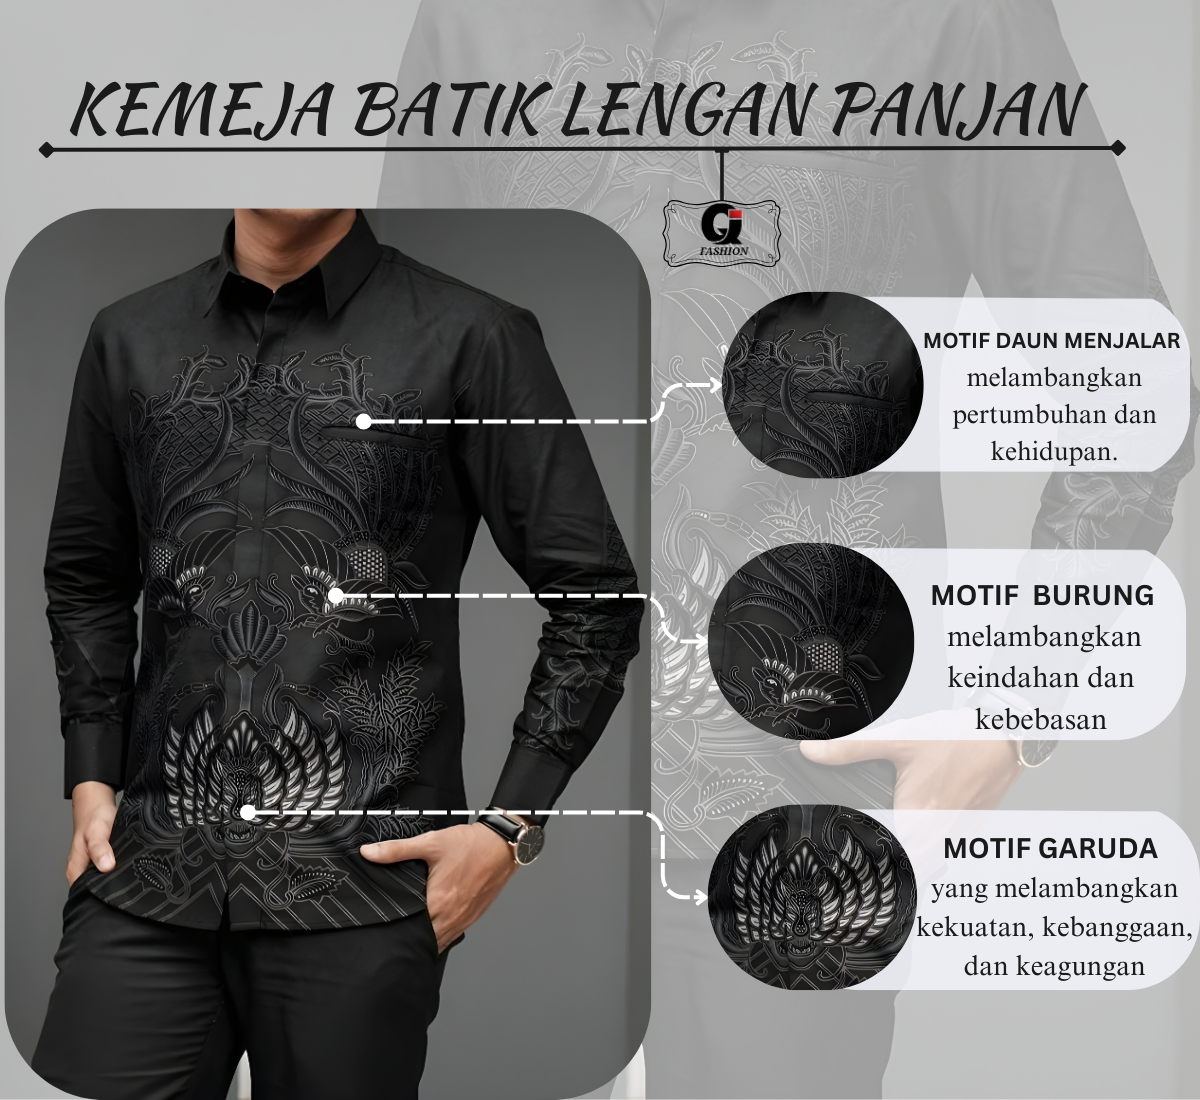 KEMEJA BATIK LENGAN PANJAN
GJ
FASHION
MOTIF DAUN MENJALAR
melambangkan
pertumbuhan dan
kehidupan.
MOTIF BURUNG
melambangkan
keindahan dan
kebebasan
MOTIF GARUDA
yang melambangkan
kekuatan, kebanggaan,
dan keagungan